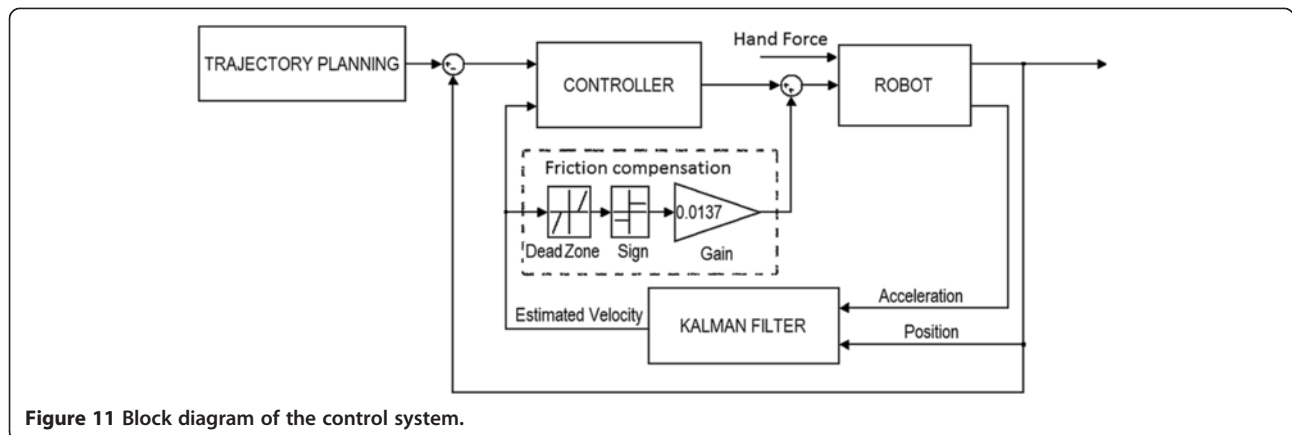 Hand Force
TRAJECTORY PLANNING
+
-
CONTROLLER
+
+
ROBOT
Friction compensation
0.0137
Dead Zone
Sign
Gain
Estimated Velocity
KALMAN FILTER
Acceleration
Position
Figure 11 Block diagram of the control system.